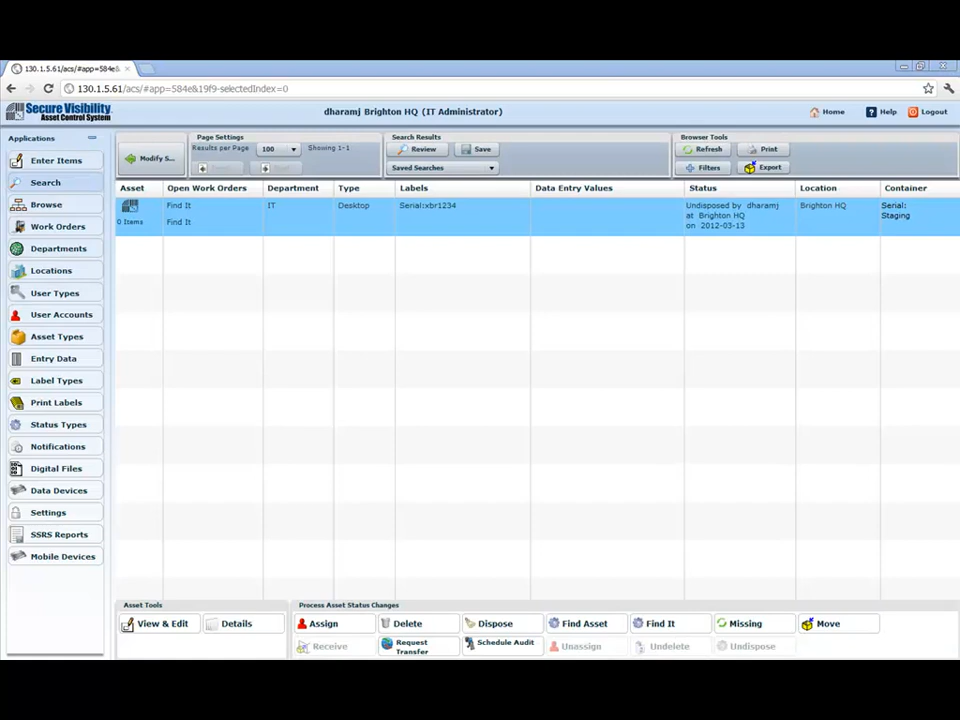 130.1.5.61/acs/#app=584e&
130.1.5.61/acs/#app=584e&19f9-selectedIndex=0
Secure Visibility
Asset Control System
dharamj Brighton HQ (IT Administrator)
Home
Help
Logout
Applications
Enter Items
Search
Browse
Work Orders
Departments
Locations
User Types
User Accounts
Asset Types
Entry Data
Label Types
Print Labels
Status Types
Notifications
Digital Files
Data Devices
Settings
SSRS Reports
Mobile Devices
Modify S...
Page Settings
Results per Page 100 Showing 1-1
Search Results
Review Save
Saved Searches
Browser Tools
Refresh Print
Filters Export
Asset Open Work Orders Department Type Labels Data Entry Values Status Location Container
Find It IT Desktop Serial:xbr1234 Undisposed by dharamj Brighton HQ Serial:
at Brighton HQ Staging
0 Items Find It on 2012-03-13
Asset Tools
View & Edit Details
Process Asset Status Changes
Assign Delete Dispose Find Asset Find It Missing Move
Receive Request Transfer Schedule Audit Unassign Undelete Undispose